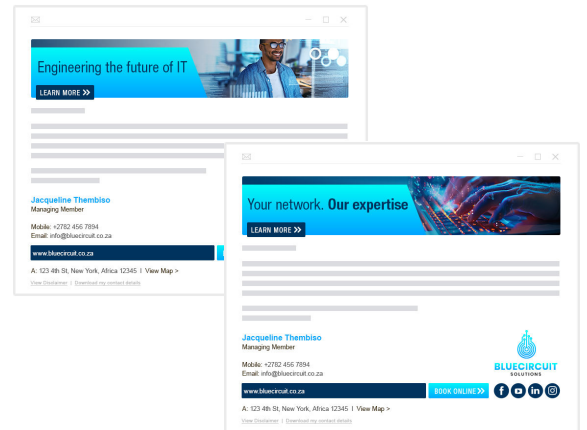 Engineering the future of IT
LEARN MORE >>
Jacqueline Thembiso
Managing Member
Mobile: +2782 456 7894
Email: info@bluecircuit.co.za
www.bluecircuit.co.za
A: 123 4th St, New York, Africa 12345 I View Map >
View Disclaimer | Download my contact details
Your network. Our expertise
LEARN MORE >>
Jacqueline Thembiso
Managing Member
Mobile: +2782 456 7894
Email: info@bluecircuit.co.za
BLUECIRCUIT
SOLUTIONS
www.bluecircuit.co.za BOOK ONLINE >>
A: 123 4th St, New York, Africa 12345 I View Map >
View Disclaimer | Download my contact details